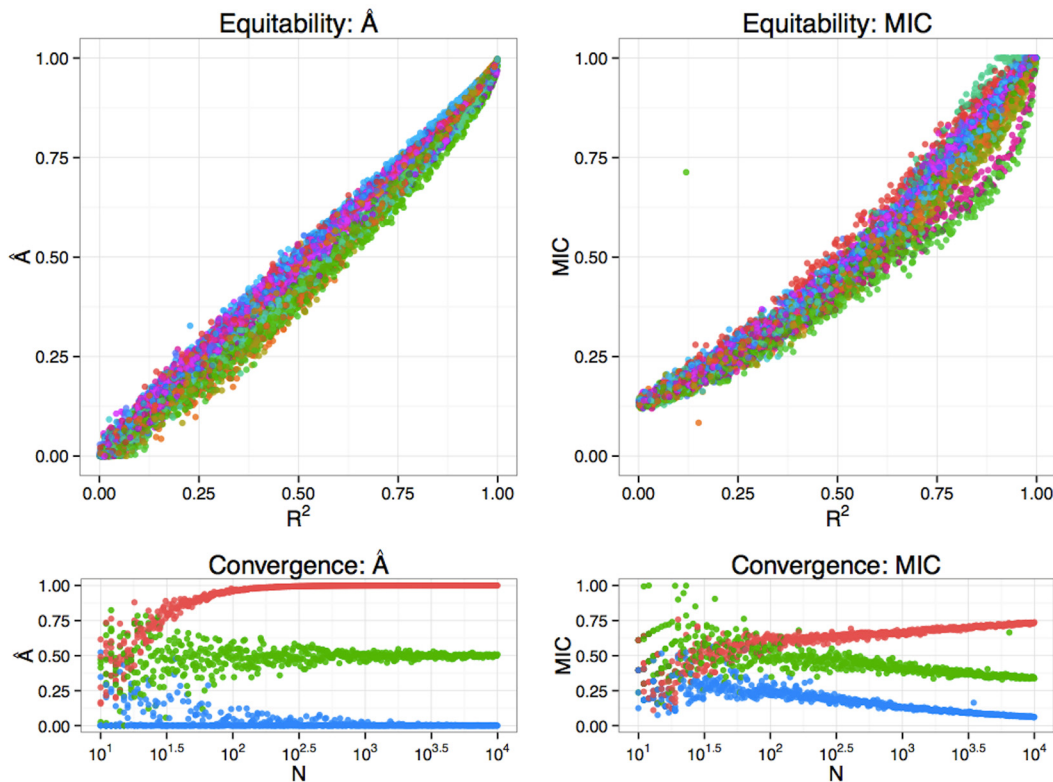 Equitability: Â
Equitability: MIC
1.00
0.75
0.50
0.25
0.00
Â
0.00 0.25 0.50 0.75 1.00
R²
1.00
0.75
0.50
0.25
0.00
MIC
0.00 0.25 0.50 0.75 1.00
R²
Convergence: Â
1.00
0.75
0.50
0.25
0.00
Â
10¹ 10¹·⁵ 10² 10²·⁵ 10³ 10³·⁵ 10⁴
N
Convergence: MIC
1.00
0.75
0.50
0.25
0.00
MIC
10¹ 10¹·⁵ 10² 10²·⁵ 10³ 10³·⁵ 10⁴
N